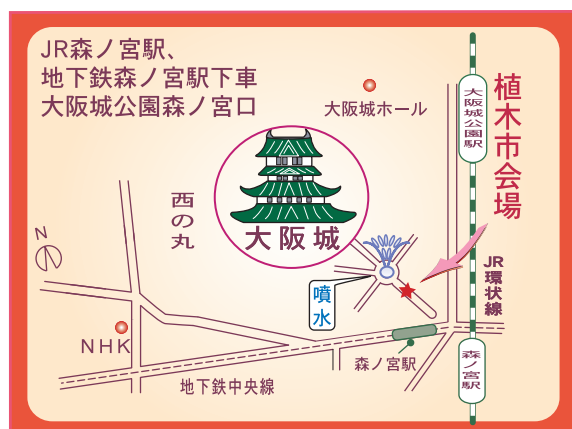 JR森ノ宮駅、
地下鉄森ノ宮駅下車
大阪城公園森ノ宮口
大阪城ホール
大阪城公園駅
植木市会場
西の丸
大阪城
N
噴水
JR環状線
NHK
森ノ宮駅
森ノ宮駅
地下鉄中央線